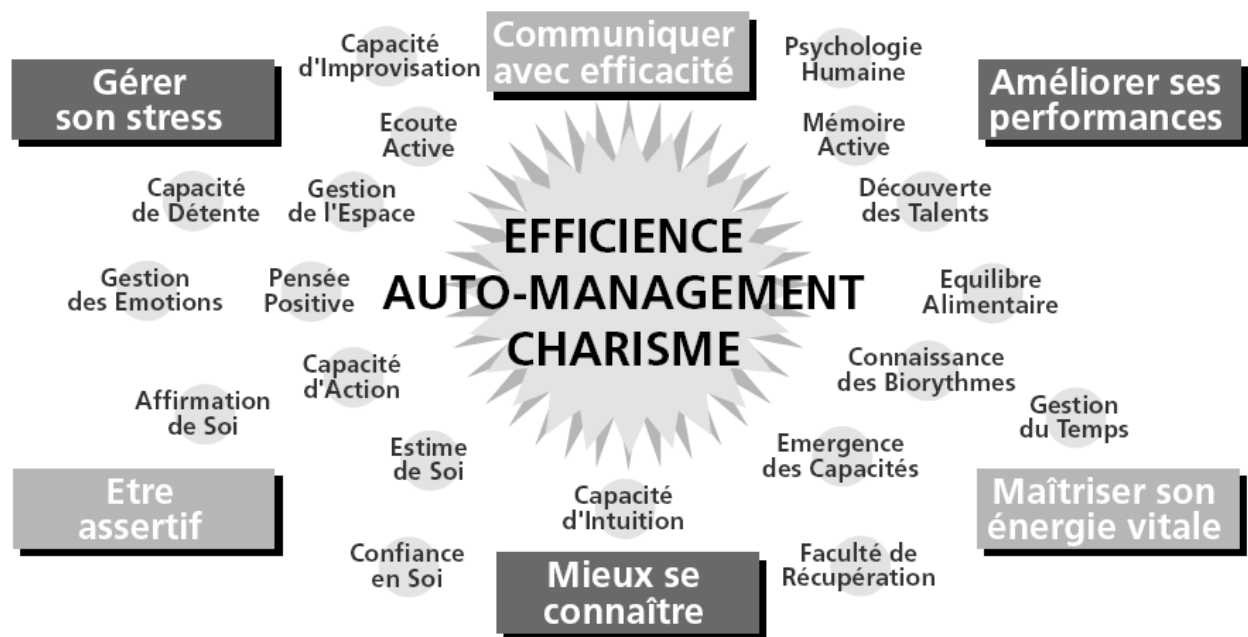 Capacité
d'Improvisation
Communiquer
avec efficacité
Psychologie
Humaine
Gérer
son stress
Améliorer ses
performances
Ecoute
Active
Mémoire
Active
Capacité
de Détente
Gestion
de l'Espace
Découverte
des Talents
EFFICIENCE
AUTO-MANAGEMENT
CHARISME
Gestion
des Emotions
Pensée
Positive
Equilibre
Alimentaire
Capacité
d'Action
Connaissance
des Biorythmes
Affirmation
de Soi
Gestion
du Temps
Estime
de Soi
Emergence
des Capacités
Etre
assertif
Capacité
d'Intuition
Maîtriser son
énergie vitale
Confiance
en Soi
Mieux se
connaître
Faculté de
Récupération